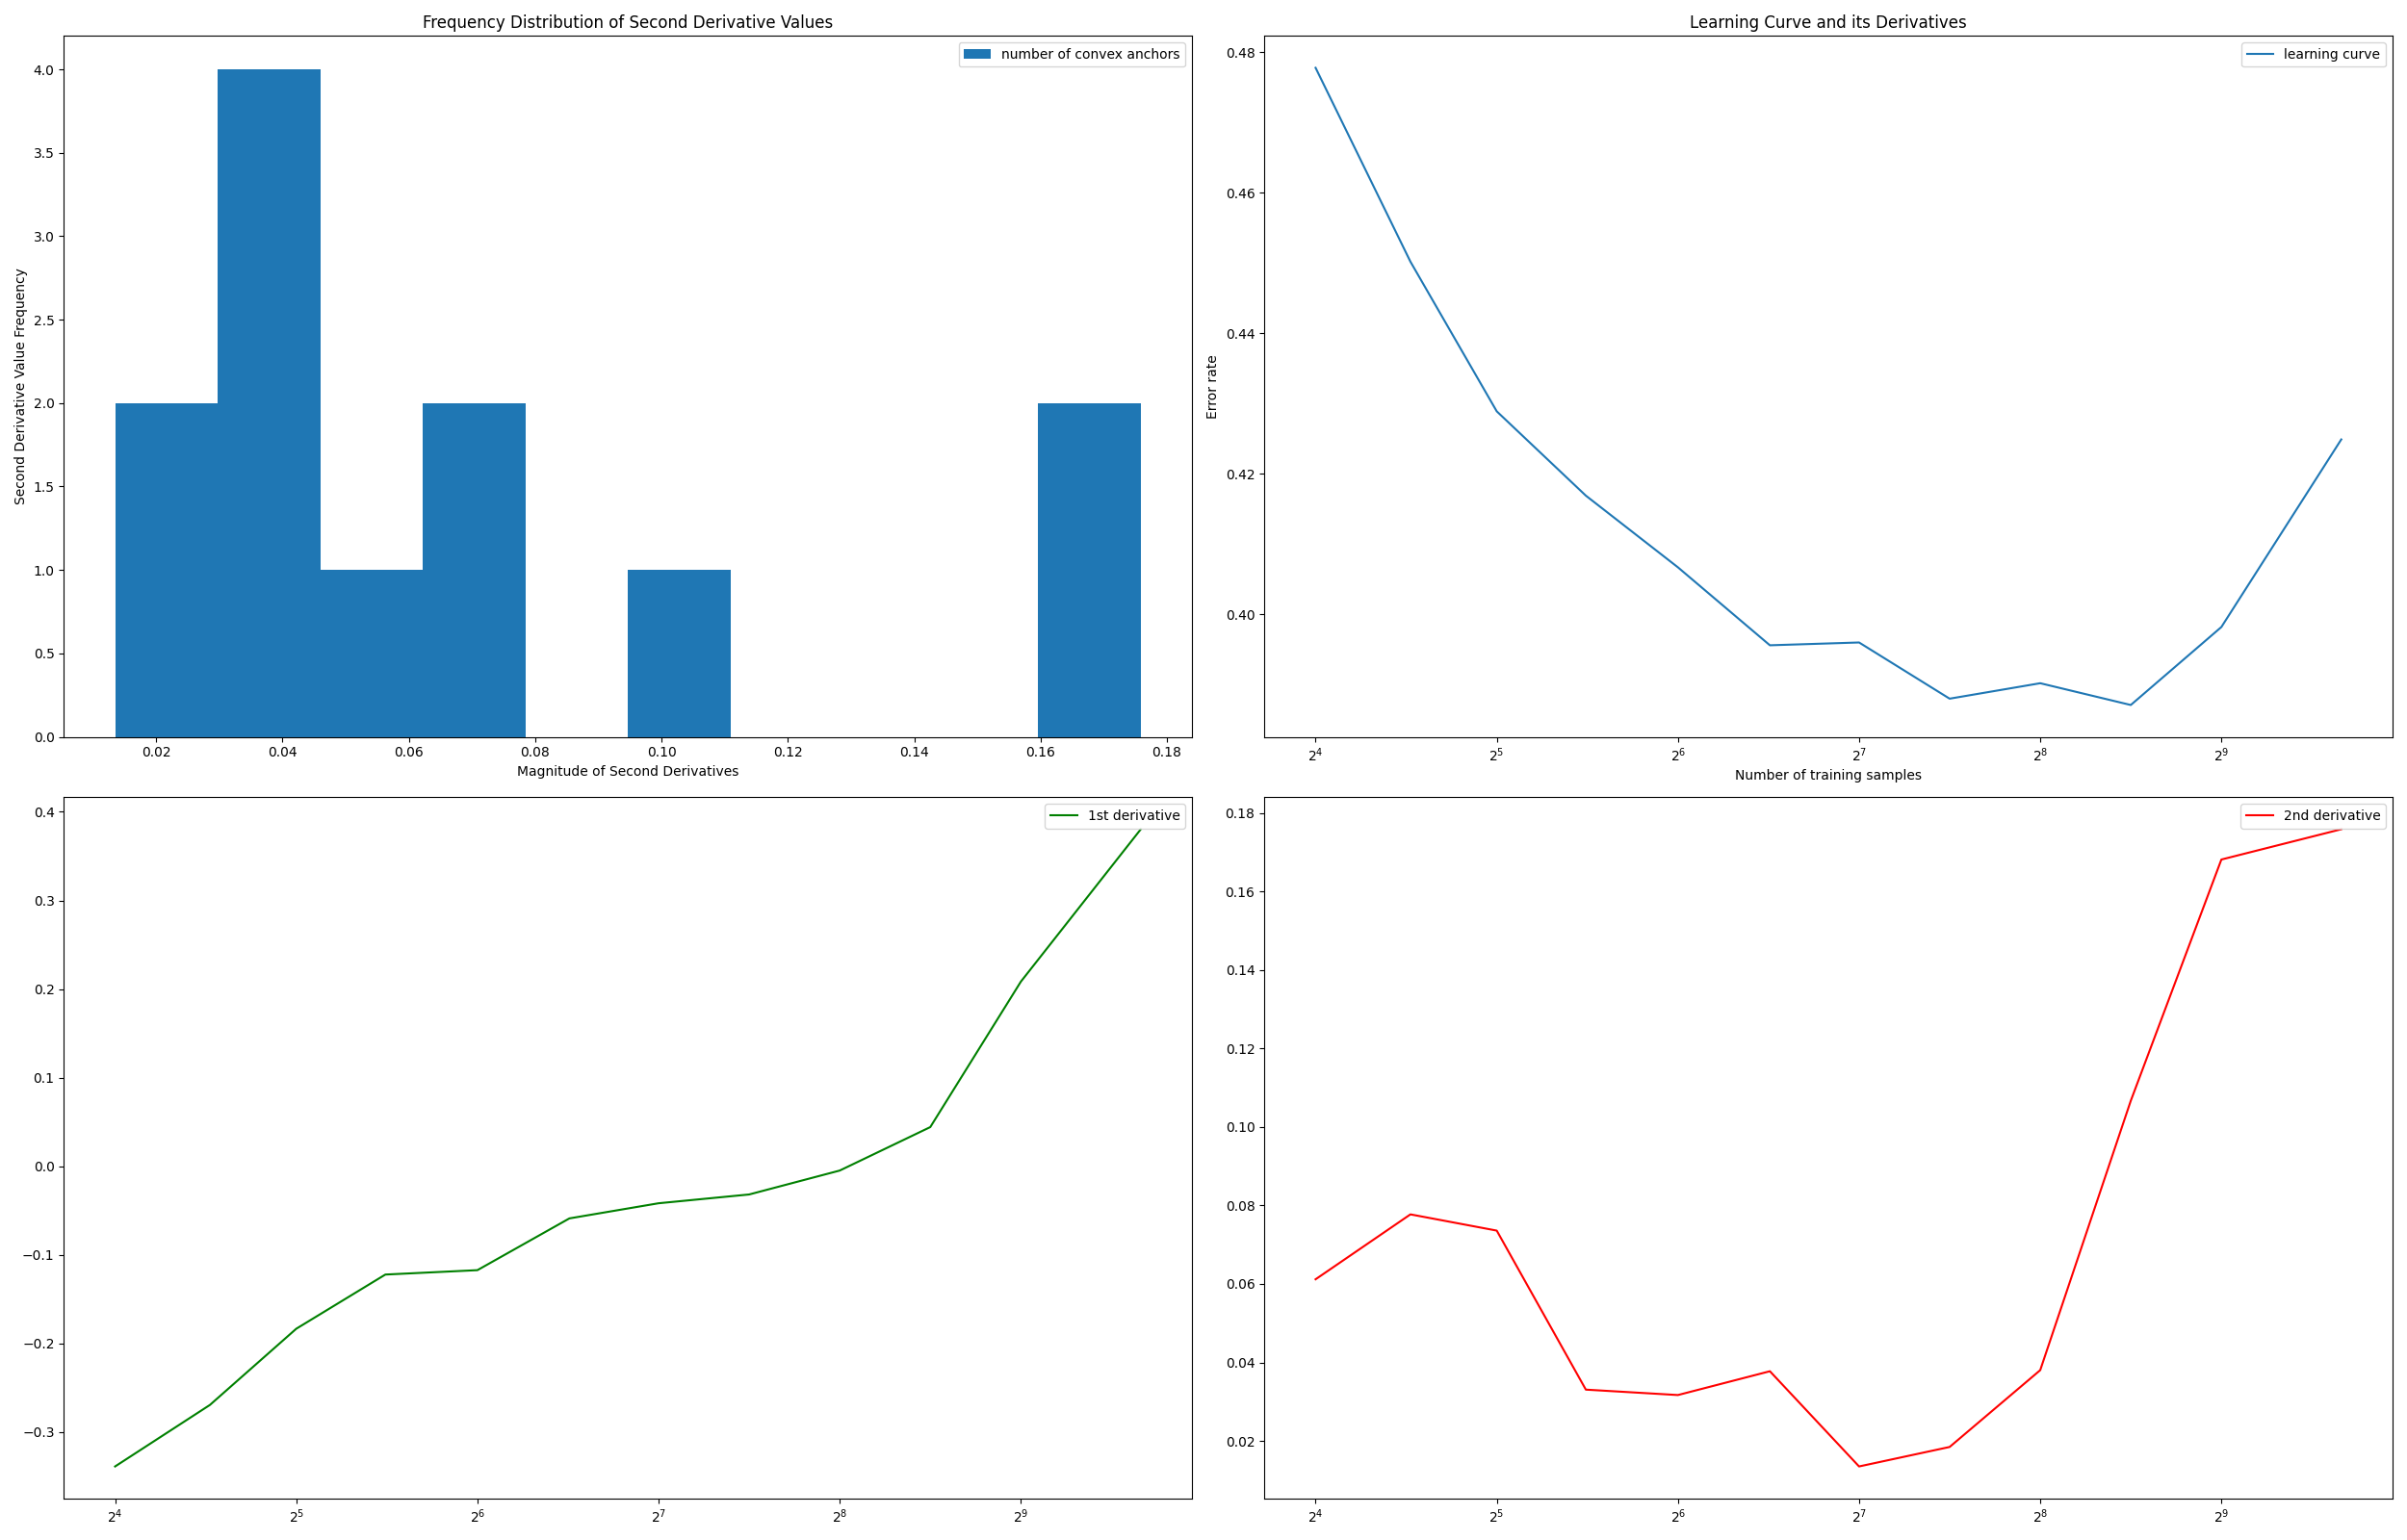 Frequency Distribution of Second Derivative Values
number of convex anchors
4.0
3.5
3.0
2.5
2.0
1.5
1.0
0.5
0.0
Second Derivative Value Frequency
0.02 0.04 0.06 0.08 0.10 0.12 0.14 0.16 0.18
Magnitude of Second Derivatives
Learning Curve and its Derivatives
learning curve
0.48
0.46
0.44
0.42
0.40
Error rate
2⁴ 2⁵ 2⁶ 2⁷ 2⁸ 2⁹
Number of training samples
1st derivative
0.4
0.3
0.2
0.1
0.0
−0.1
−0.2
−0.3
2⁴ 2⁵ 2⁶ 2⁷ 2⁸ 2⁹
2nd derivative
0.18
0.16
0.14
0.12
0.10
0.08
0.06
0.04
0.02
2⁴ 2⁵ 2⁶ 2⁷ 2⁸ 2⁹